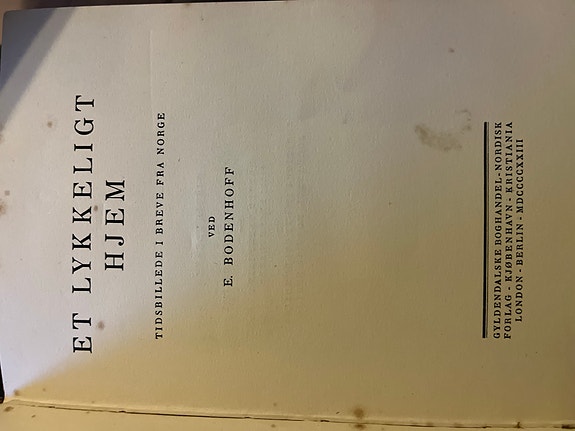 ET LYKKELIGT
HJEM
TIDSBILLEDE I BREVE FRA NORGE
VED
E. BODENHOFF
GYLDENDALSKE BOGHANDEL - NORDISK
FORLAG - KJØBENHAVN - KRISTIANIA
LONDON - BERLIN - MDCCCCXXIII